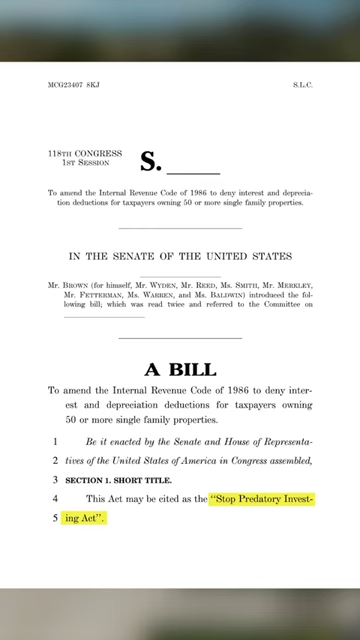 MCG23407 8KJ S.L.C.
118TH CONGRESS
1ST SESSION
S. ______
To amend the Internal Revenue Code of 1986 to deny interest and deprecia-
tion deductions for taxpayers owning 50 or more single family properties.
IN THE SENATE OF THE UNITED STATES
Mr. BROWN (for himself, Mr. WYDEN, Mr. REED, Ms. SMITH, Mr. MERKLEY,
Mr. FETTERMAN, Ms. WARREN, and Ms. BALDWIN) introduced the fol-
lowing bill; which was read twice and referred to the Committee on
A BILL
To amend the Internal Revenue Code of 1986 to deny inter-
est and depreciation deductions for taxpayers owning
50 or more single family properties.
1 Be it enacted by the Senate and House of Representa-
2 tives of the United States of America in Congress assembled,
3 SECTION 1. SHORT TITLE.
4 This Act may be cited as the “Stop Predatory Invest-
5 ing Act”.